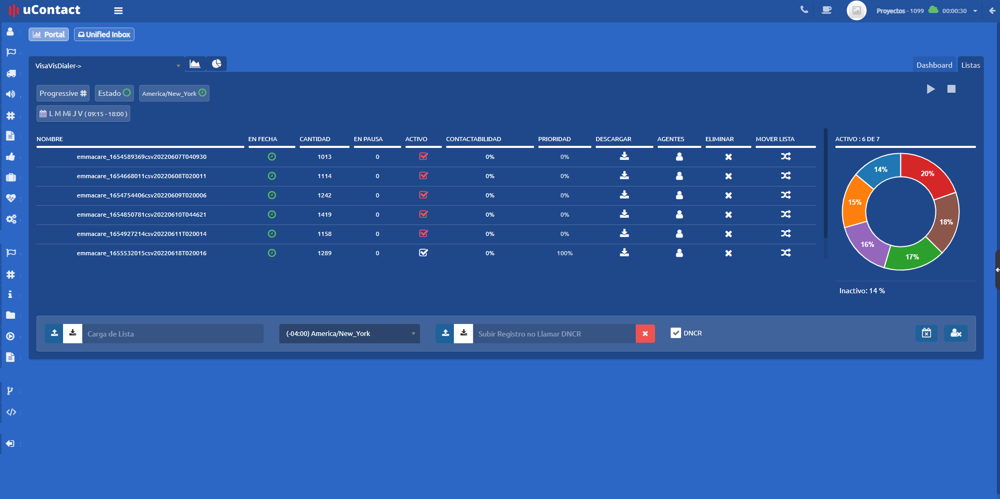 uContact
Proyectos - 1099 00:00:30
Portal Unified Inbox
VisaVisDialer->
Dashboard Listas
Progressive Estado America/New_York
L M Mi J V ( 09:15 - 18:00 )
NOMBRE EN FECHA CANTIDAD EN PAUSA ACTIVO CONTACTABILIDAD PRIORIDAD DESCARGAR AGENTES ELIMINAR MOVER LISTA
emmacare_1654589369csv20220607T040930 1013 0 0% 0%
emmacare_1654668011csv20220608T020011 1114 0 0% 0%
emmacare_1654754406csv20220609T020006 1242 0 0% 0%
emmacare_1654850781csv20220610T044621 1419 0 0% 0%
emmacare_1654927214csv20220611T020014 1158 0 0% 0%
emmacare_1655532015csv20220618T020016 1289 0 0% 100%
ACTIVO : 6 DE 7
14% 20%
15%
18%
16%
17%
Inactivo: 14 %
Carga de Lista (-04:00) America/New_York Subir Registro no Llamar DNCR DNCR